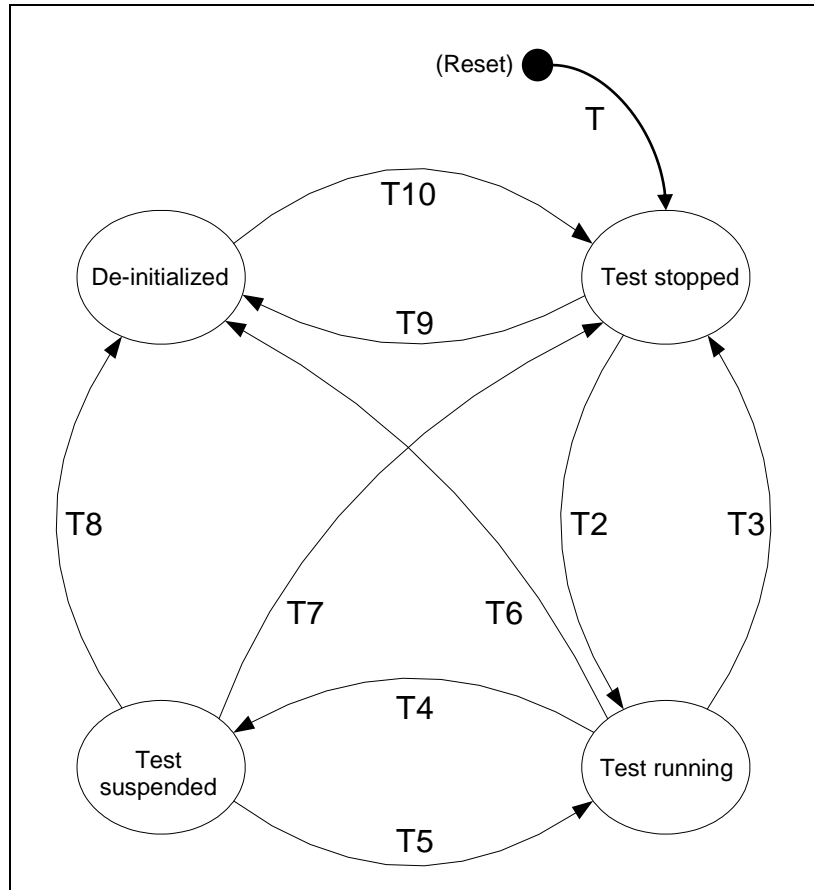 (Reset)
T
T10
De-initialized
Test stopped
T9
T8
T2
T3
T7
T6
T4
Test
suspended
Test running
T5